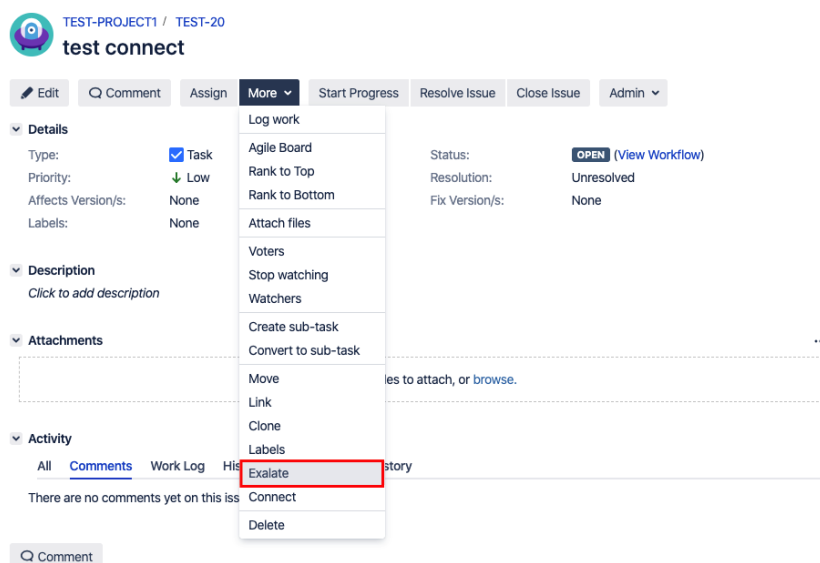 TEST-PROJECT1 / TEST-20
test connect
Edit Comment Assign More Start Progress Resolve Issue Close Issue Admin
Log work
Agile Board
Rank to Top
Rank to Bottom
Attach files
Voters
Stop watching
Watchers
Create sub-task
Convert to sub-task
Move
Link
Clone
Labels
Exalate
Connect
Delete
Details
Type: Task
Priority: Low
Affects Version/s: None
Labels: None
Status: OPEN (View Workflow)
Resolution: Unresolved
Fix Version/s: None
Description
Click to add description
Attachments
to attach, or browse.
Activity
All Comments Work Log
There are no comments yet on this
Comment